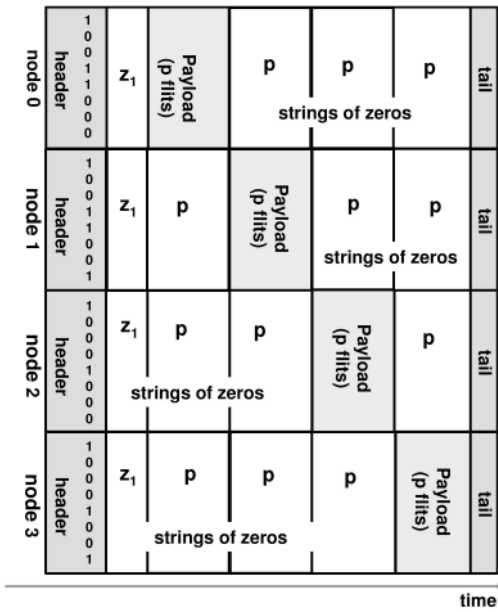 node 0
header
1 0 0 1 1 0 0 0
z1
Payload
(p flits)
p
p
p
strings of zeros
tail
node 1
header
1 0 0 1 1 0 0 1
z1
p
Payload
(p flits)
p
p
strings of zeros
tail
node 2
header
1 0 0 0 1 0 0 0
z1
p
p
Payload
(p flits)
p
strings of zeros
tail
node 3
header
1 0 0 0 1 0 0 1
z1
p
p
p
Payload
(p flits)
strings of zeros
tail
time